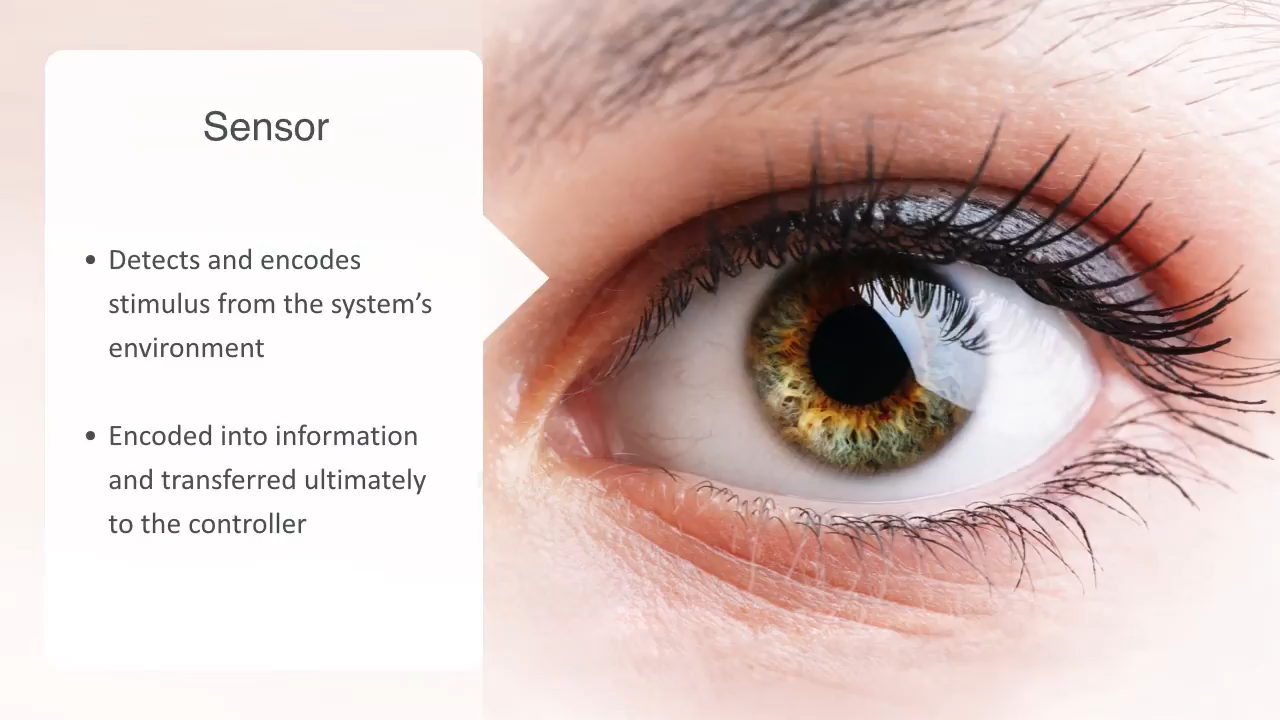 Sensor
• Detects and encodes
stimulus from the system’s
environment
• Encoded into information
and transferred ultimately
to the controller